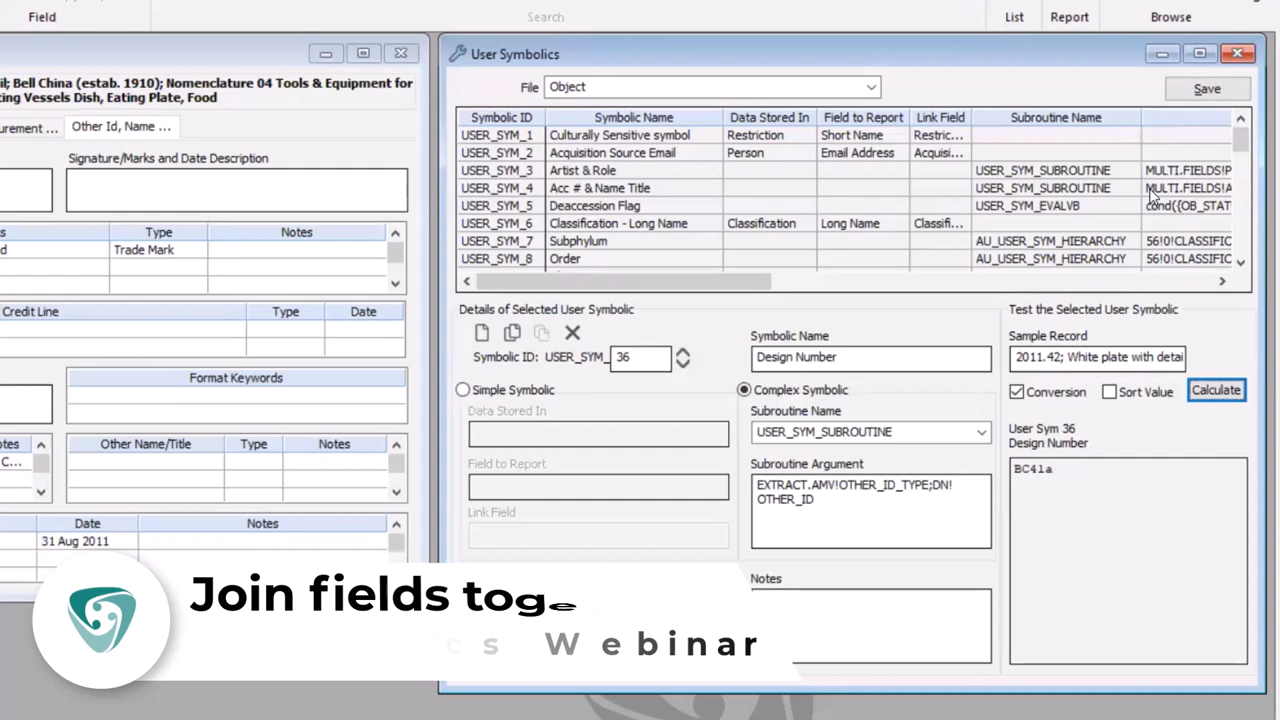 Field
Search
List
Report
Browse
il; Bell China (estab. 1910); Nomenclature 04 Tools & Equipment for
ting Vessels Dish, Eating Plate, Food
urement ...
Other Id, Name ...
Signature/Marks and Date Description
Type
Notes
Trade Mark
Credit Line
Type
Date
Format Keywords
Other Name/Title
Type
Notes
Date
Notes
31 Aug 2011
User Symbolics
File
Object
Save
Symbolic ID Symbolic Name Data Stored In Field to Report Link Field Subroutine Name
USER_SYM_1 Culturally Sensitive symbol Restriction Short Name Restric...
USER_SYM_2 Acquisition Source Email Person Email Address Acquisi...
USER_SYM_3 Artist & Role USER_SYM_SUBROUTINE MULTI.FIELDS!P
USER_SYM_4 Acc # & Name Title USER_SYM_SUBROUTINE MULTI.FIELDS!A
USER_SYM_5 Deaccession Flag USER_SYM_EVALVB cond({OB_STAT
USER_SYM_6 Classification - Long Name Classification Long Name Classifi...
USER_SYM_7 Subphylum AU_USER_SYM_HIERARCHY 56!0!CLASSIFIC
USER_SYM_8 Order AU_USER_SYM_HIERARCHY 56!0!CLASSIFIC
Details of Selected User Symbolic
Symbolic ID: USER_SYM_ 36
Simple Symbolic
Data Stored In
Field to Report
Link Field
Symbolic Name
Design Number
Complex Symbolic
Subroutine Name
USER_SYM_SUBROUTINE
Subroutine Argument
EXTRACT.AMV!OTHER_ID_TYPE;DN!
OTHER_ID
Notes
Test the Selected User Symbolic
Sample Record
2011.42; White plate with detai
Conversion
Sort Value
Calculate
User Sym 36
Design Number
BC41a
Join fields toge
cs Webinar